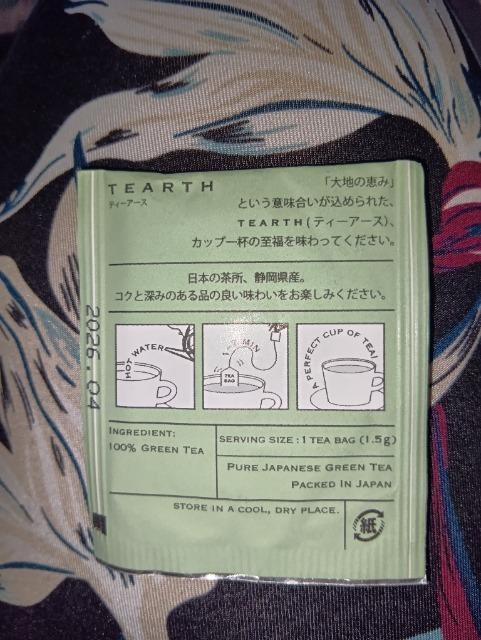 TEARTH
ティーアース
「大地の恵み」
という意味合いが込められた、
TEARTH(ティーアース)、
カップ一杯の至福を味わってください。
日本の茶所、静岡県産。
コクと深みのある品の良い味わいをお楽しみください。
HOT WATER
MIN
TEA
BAG
A PERFECT CUP OF TEA!
INGREDIENT:
100% GREEN TEA
SERVING SIZE : 1 TEA BAG (1.5g)
PURE JAPANESE GREEN TEA
PACKED IN JAPAN
STORE IN A COOL, DRY PLACE.
紙
2026.04